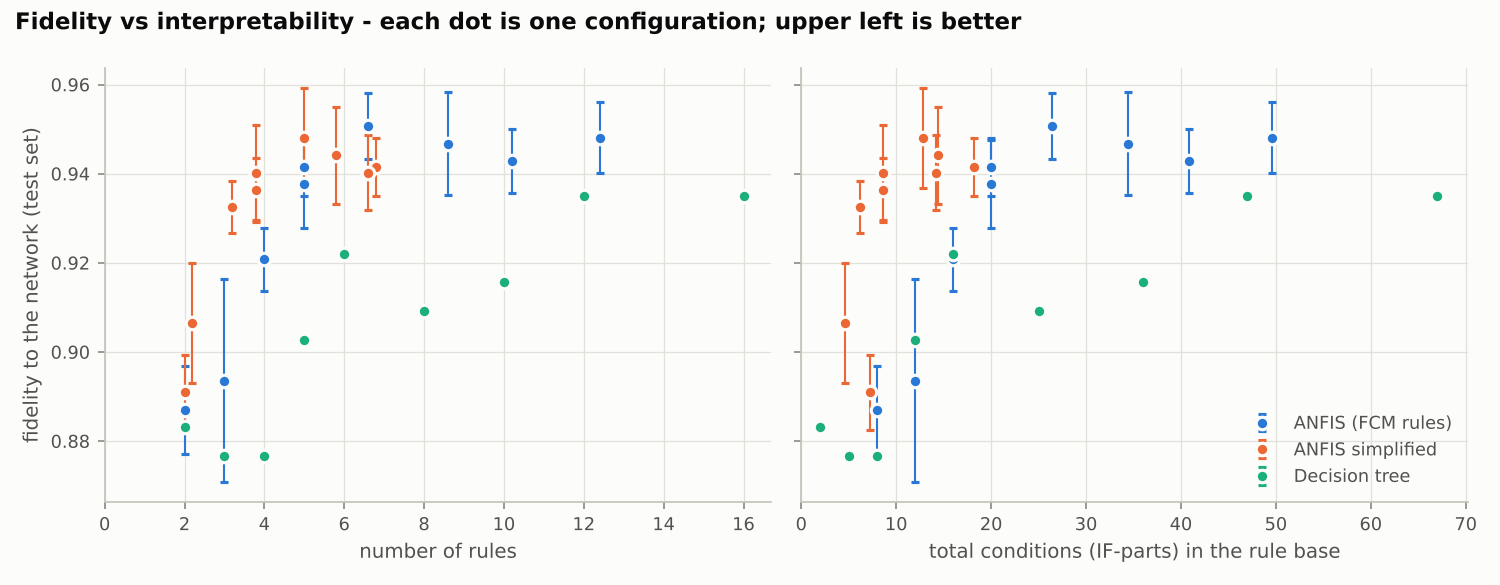 Fidelity vs interpretability - each dot is one configuration; upper left is better
fidelity to the network (test set)
0.96
0.94
0.92
0.90
0.88
0 2 4 6 8 10 12 14 16
number of rules
0 10 20 30 40 50 60 70
total conditions (IF-parts) in the rule base
ANFIS (FCM rules)
ANFIS simplified
Decision tree